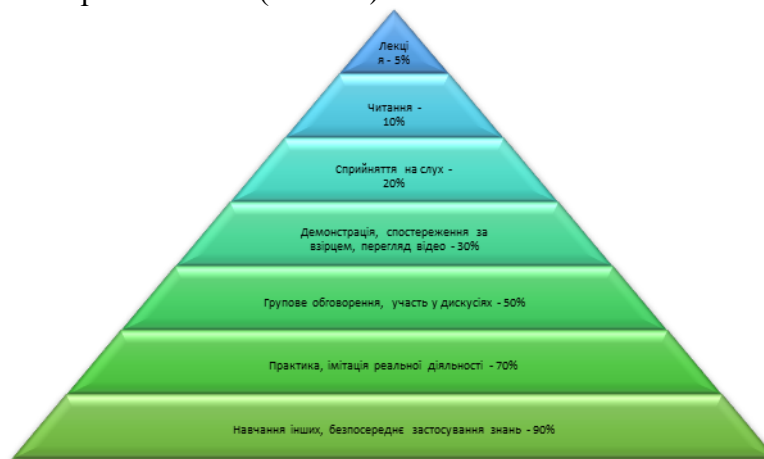 Лекці
я - 5%
Читання -
10%
Сприйняття на слух -
20%
Демонстрація, спостереження за
взірцем, перегляд відео - 30%
Групове обговорення, участь у дискусіях - 50%
Практика, імітація реальної діяльності - 70%
Навчання інших, безпосереднє застосування знань - 90%